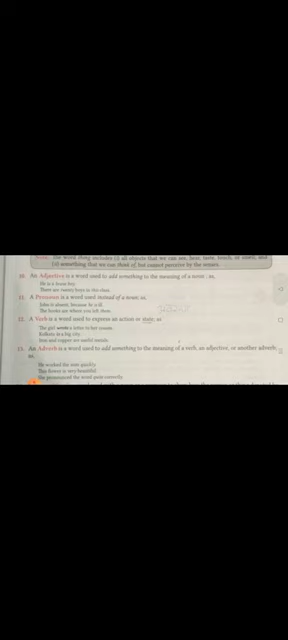 Note: The word thing includes (i) all objects that we can see, hear, taste, touch, or smell; and
(ii) something that we can think of, but cannot perceive by the senses.
10. An Adjective is a word used to add something to the meaning of a noun : as,
He is a brave boy.
There are twenty boys in this class.
11. A Pronoun is a word used instead of a noun; as,
John is absent, because he is ill.
The books are where you left them.
12. A Verb is a word used to express an action or state; as
The girl wrote a letter to her cousin.
Kolkata is a big city.
Iron and copper are useful metals.
13. An Adverb is a word used to add something to the meaning of a verb, an adjective, or another adverb;
as,
He worked the sum quickly.
This flower is very beautiful.
She pronounced the word quite correctly.